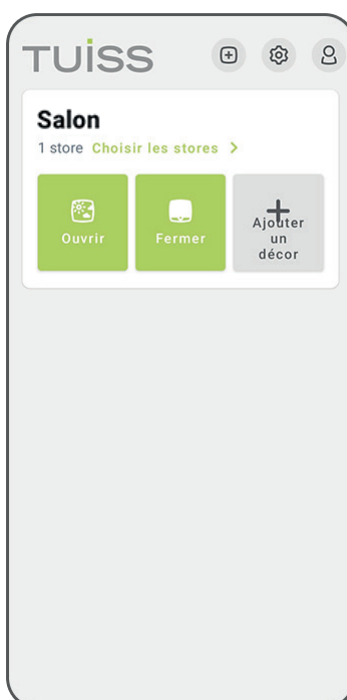 TUiSS
Salon
1 store Choisir les stores >
Ouvrir
Fermer
Ajouter
un
décor